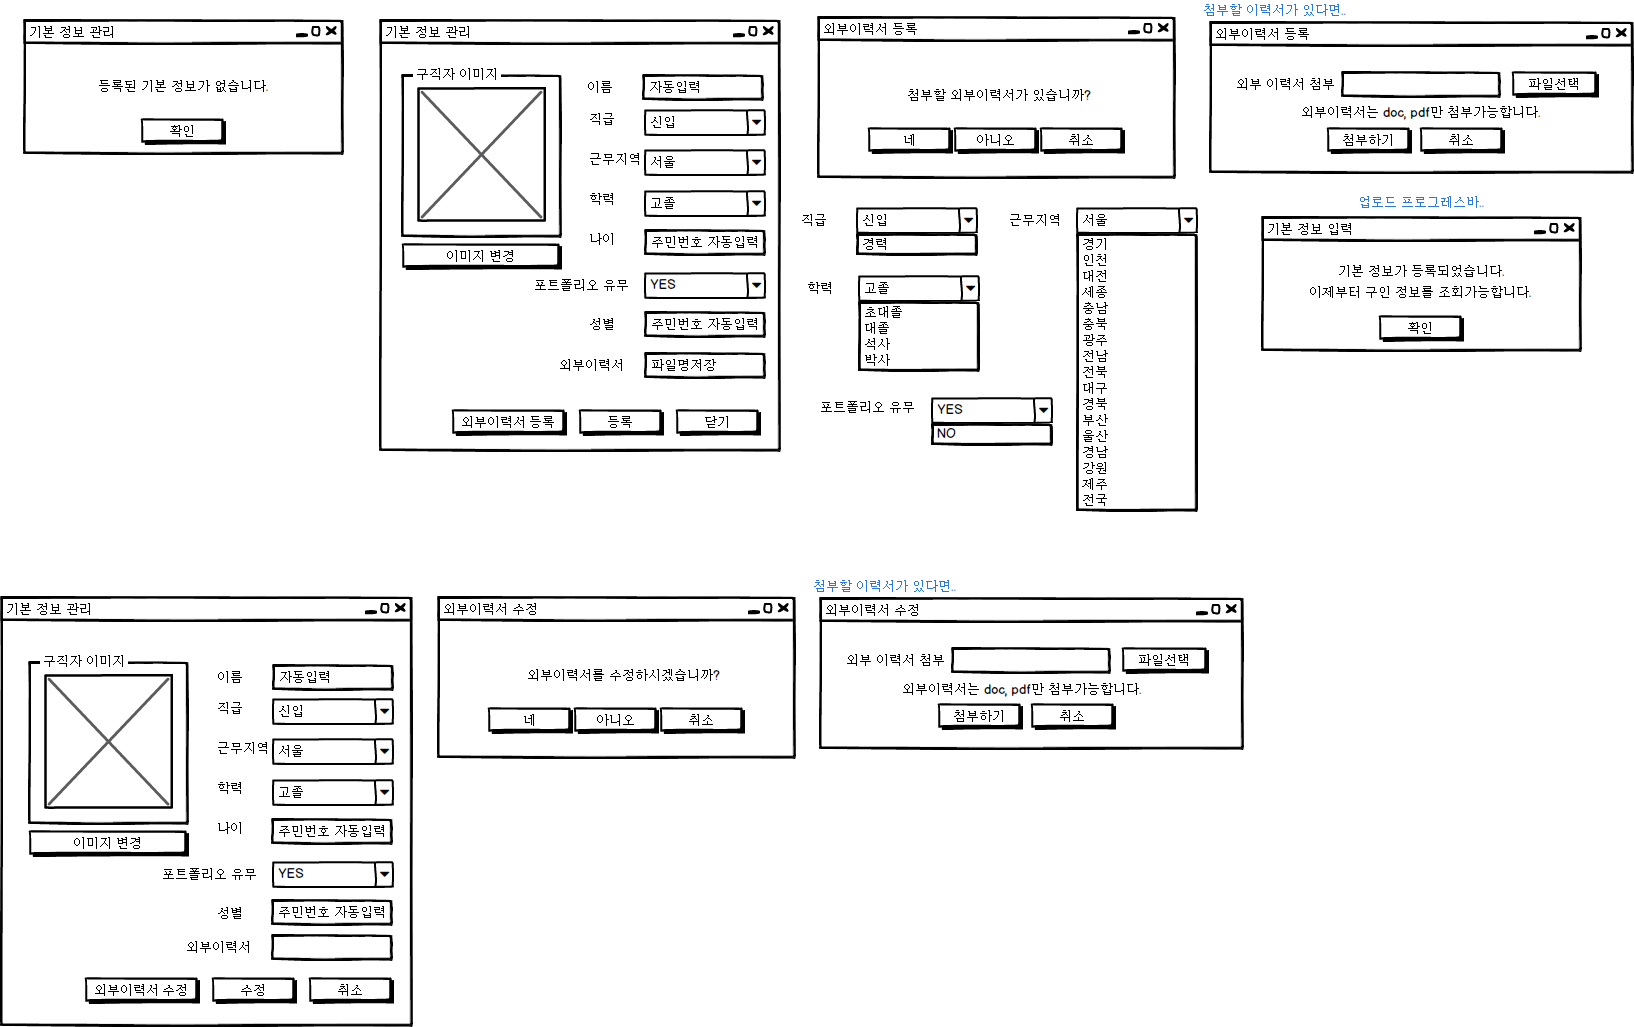 기본 정보 관리
등록된 기본 정보가 없습니다.
확인
기본 정보 관리
구직자 이미지
이미지 변경
이름
자동입력
직급
신입
근무지역
서울
학력
고졸
나이
주민번호 자동입력
포트폴리오 유무
YES
성별
주민번호 자동입력
외부이력서
파일명저장
외부이력서 등록
등록
닫기
외부이력서 등록
첨부할 외부이력서가 있습니까?
네
아니오
취소
첨부할 이력서가 있다면..
외부이력서 등록
외부 이력서 첨부
파일선택
외부이력서는 doc, pdf만 첨부가능합니다.
첨부하기
취소
직급
신입
경력
학력
고졸
초대졸
대졸
석사
박사
포트폴리오 유무
YES
NO
근무지역
서울
경기
인천
대전
세종
충남
충북
광주
전남
전북
대구
경북
부산
울산
경남
강원
제주
전국
업로드 프로그레스바..
기본 정보 입력
기본 정보가 등록되었습니다.
이제부터 구인 정보를 조회가능합니다.
확인
기본 정보 관리
구직자 이미지
이미지 변경
이름
자동입력
직급
신입
근무지역
서울
학력
고졸
나이
주민번호 자동입력
포트폴리오 유무
YES
성별
주민번호 자동입력
외부이력서
외부이력서 수정
수정
취소
외부이력서 수정
외부이력서를 수정하시겠습니까?
네
아니오
취소
첨부할 이력서가 있다면..
외부이력서 수정
외부 이력서 첨부
파일선택
외부이력서는 doc, pdf만 첨부가능합니다.
첨부하기
취소